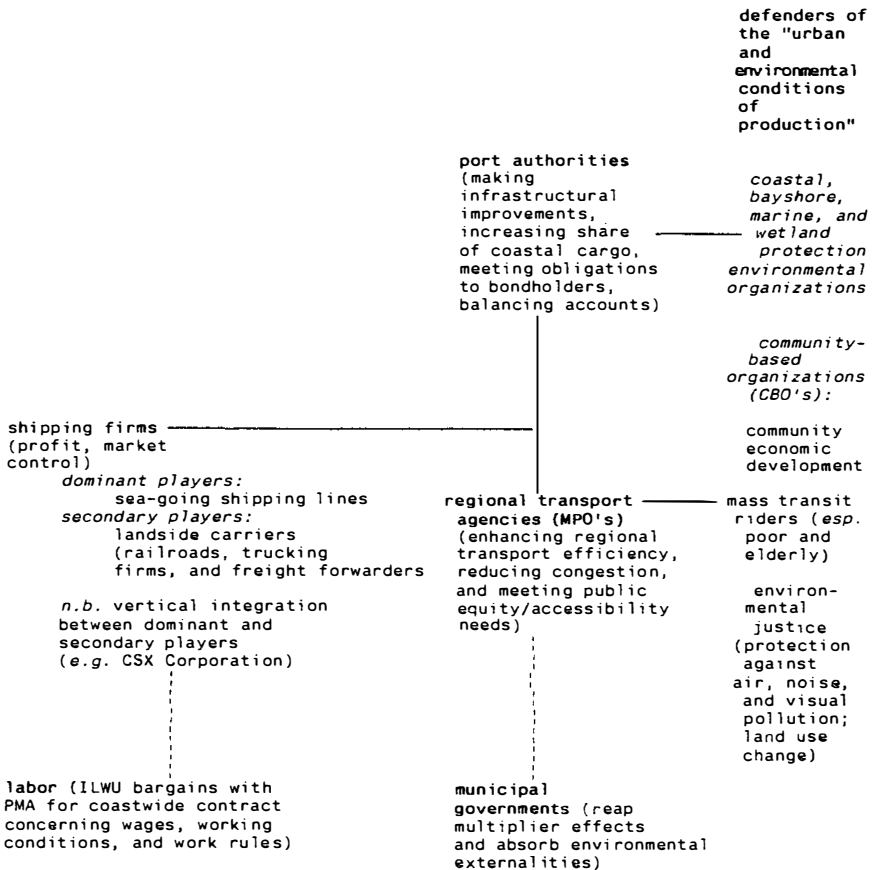 defenders of
the "urban
and
environmental
conditions
of
production"
port authorities
(making
infrastructural
improvements,
increasing share
of coastal cargo,
meeting obligations
to bondholders,
balancing accounts)
coastal,
bayshore,
marine, and
wetland
protection
environmental
organizations
community-
based
organizations
(CBO's):
community
economic
development
shipping firms
(profit, market
control)
dominant players:
sea-going shipping lines
secondary players:
landside carriers
(railroads, trucking
firms, and freight forwarders
n.b. vertical integration
between dominant and
secondary players
(e.g. CSX Corporation)
regional transport
agencies (MPO's)
(enhancing regional
transport efficiency,
reducing congestion,
and meeting public
equity/accessibility
needs)
mass transit
riders (esp.
poor and
elderly)
environ-
mental
justice
(protection
against
air, noise,
and visual
pollution;
land use
change)
labor (ILWU bargains with
PMA for coastwide contract
concerning wages, working
conditions, and work rules)
municipal
governments (reap
multiplier effects
and absorb environmental
externalities)